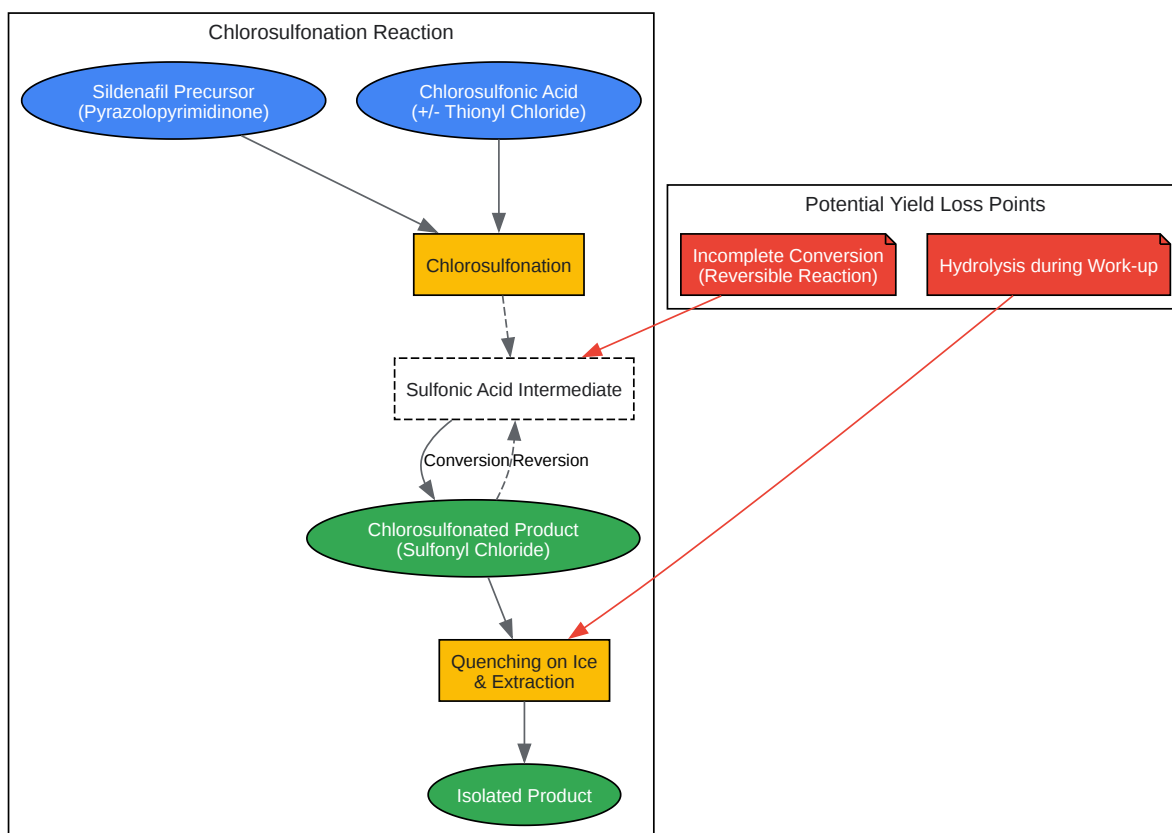 Chlorosulfonation Reaction
Sildenafil Precursor
(Pyrazolopyrimidinone)
Chlorosulfonic Acid
(+/- Thionyl Chloride)
Potential Yield Loss Points
Chlorosulfonation
Incomplete Conversion
(Reversible Reaction)
Hydrolysis during Work-up
Sulfonic Acid Intermediate
Conversion
Reversion
Chlorosulfonated Product
(Sulfonyl Chloride)
Quenching on Ice
& Extraction
Isolated Product